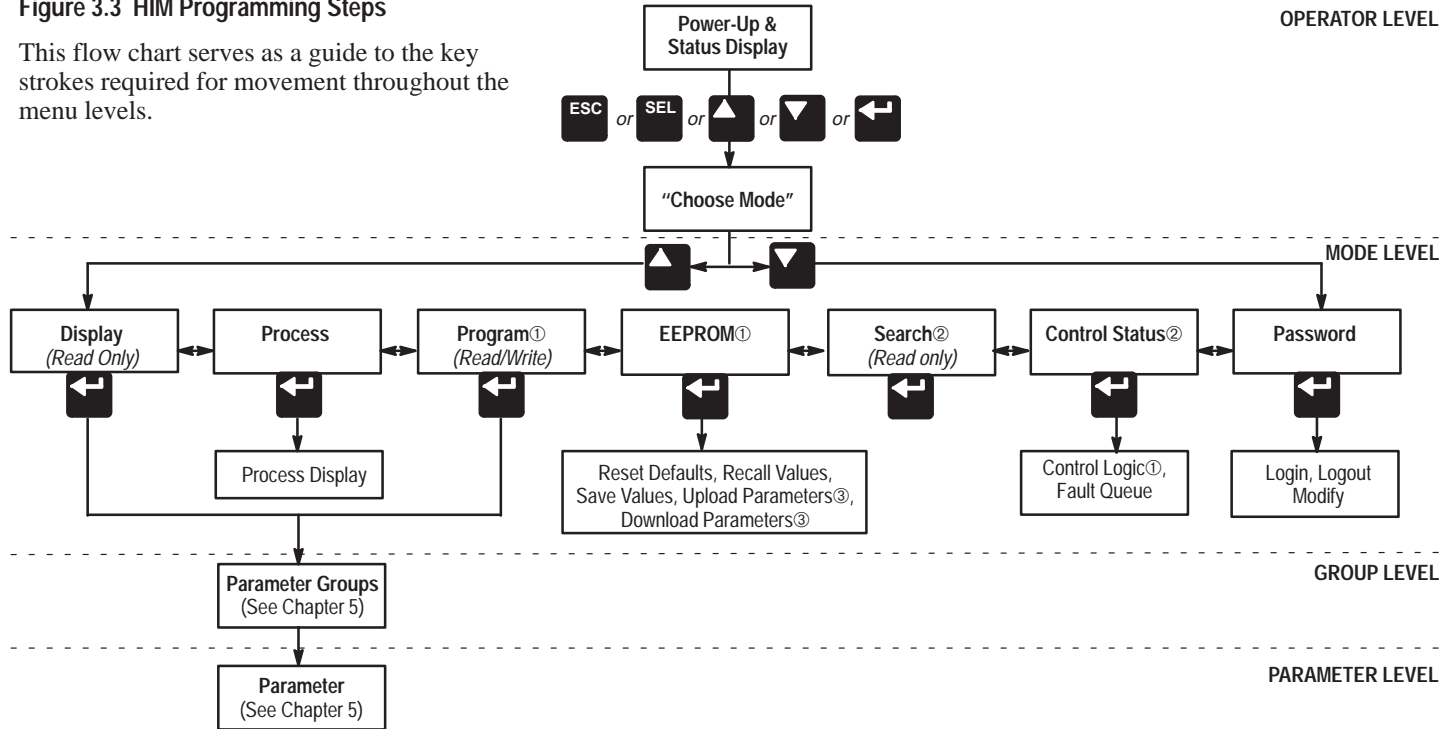 Figure 3.3 HIM Programming Steps
This flow chart serves as a guide to the key
strokes required for movement throughout the
menu levels.
OPERATOR LEVEL
Power-Up &
Status Display
ESC or SEL or or or
“Choose Mode”
MODE LEVEL
Display
(Read Only)
Process
Program①
(Read/Write)
EEPROM①
Search②
(Read only)
Control Status②
Password
Process Display
Reset Defaults, Recall Values,
Save Values, Upload Parameters③,
Download Parameters③
Control Logic①,
Fault Queue
Login, Logout
Modify
GROUP LEVEL
Parameter Groups
(See Chapter 5)
PARAMETER LEVEL
Parameter
(See Chapter 5)